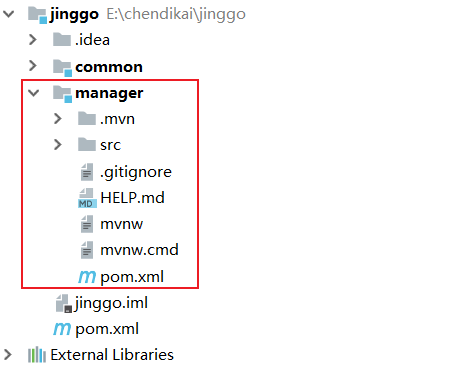 jinggo E:\chendikai\jinggo
.idea
common
manager
.mvn
src
.gitignore
MD HELP.md
mvnw
mvnw.cmd
m pom.xml
jinggo.iml
m pom.xml
External Libraries